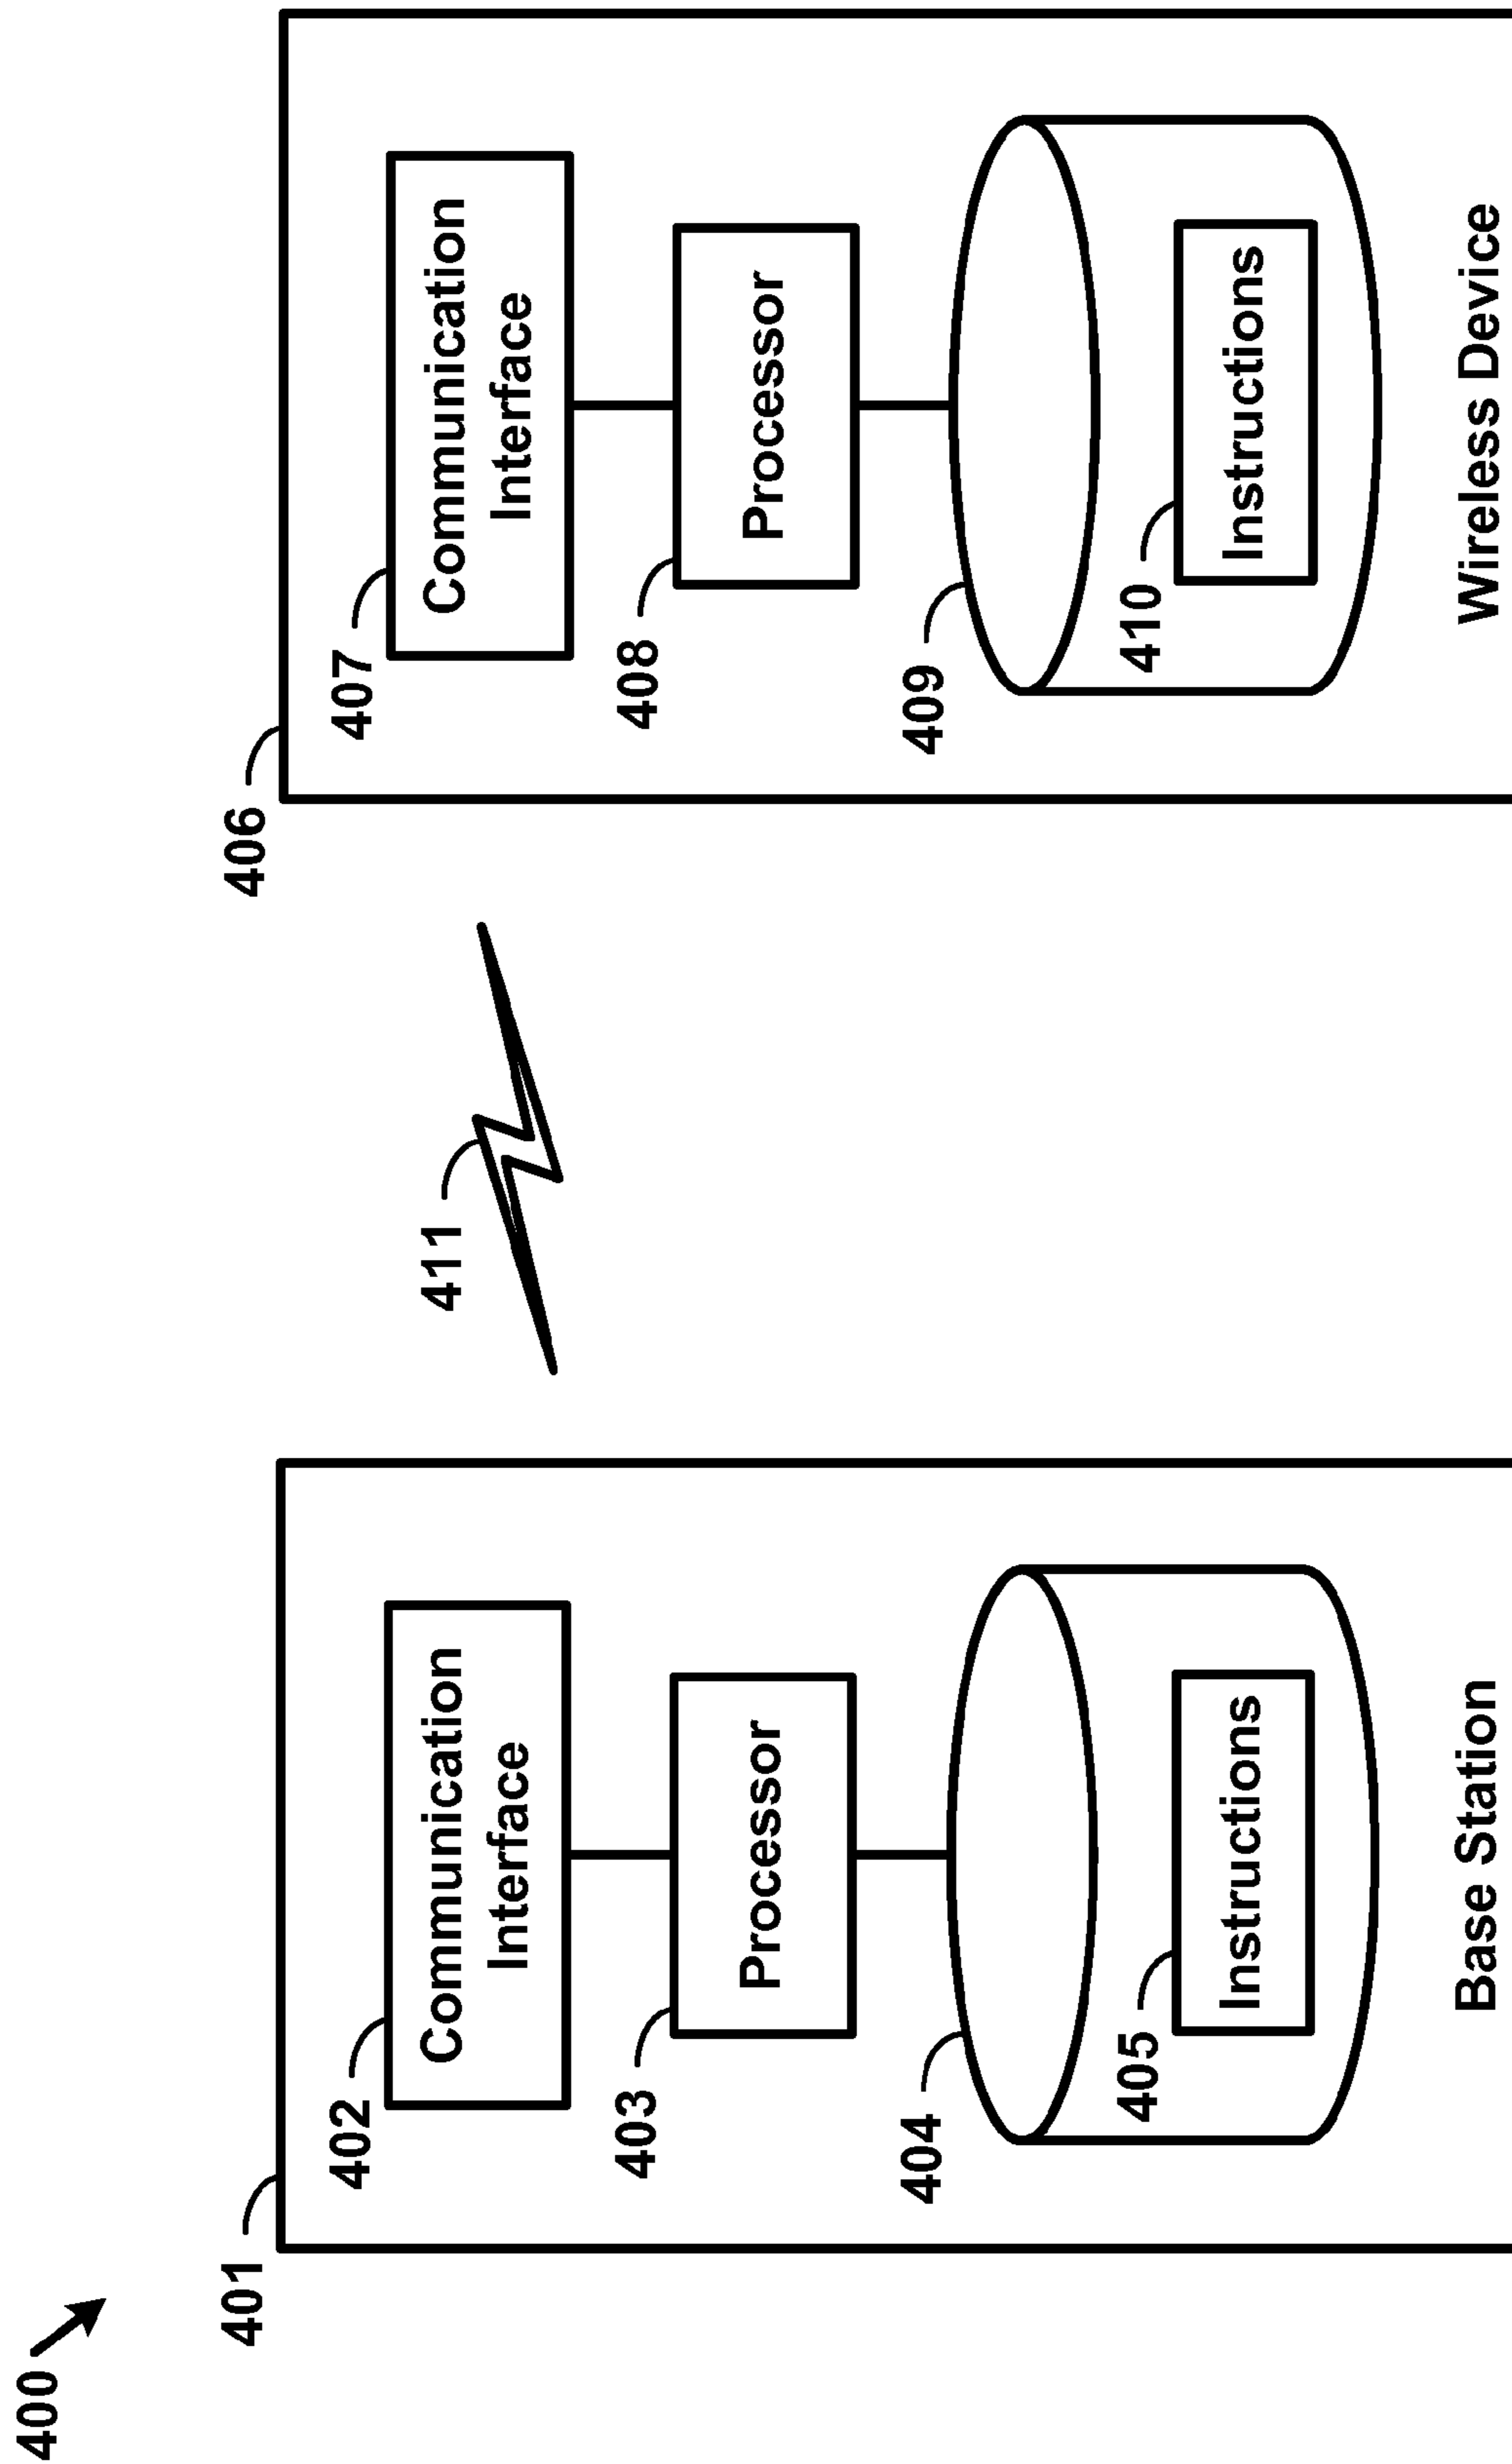 400
401
402
Communication
Interface
403
Processor
404
405
Instructions
Base Station
411
406
407
Communication
Interface
408
Processor
409
410
Instructions
Wireless Device